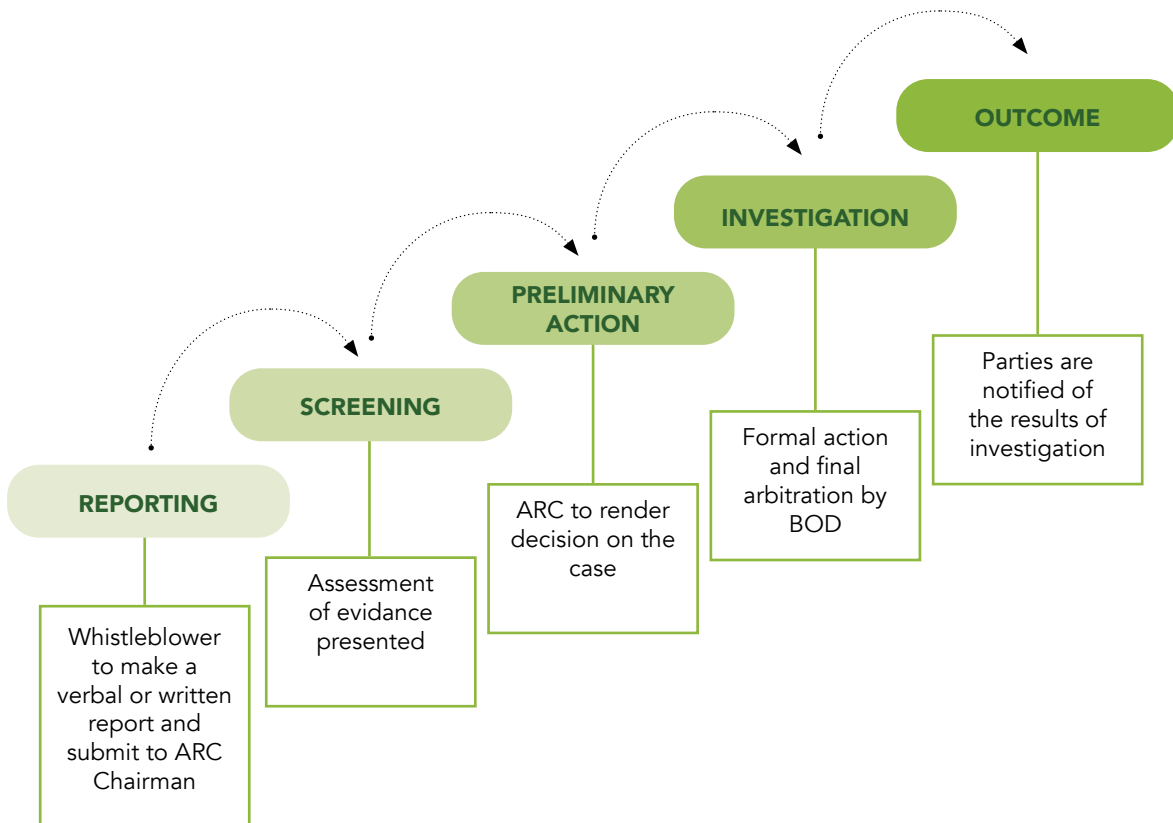 REPORTING
Whistleblower
to make a
verbal or written
report and
submit to ARC
Chairman
SCREENING
Assessment
of evidance
presented
PRELIMINARY
ACTION
ARC to render
decision on the
case
INVESTIGATION
Formal action
and final
arbitration by
BOD
OUTCOME
Parties are
notified of
the results of
investigation